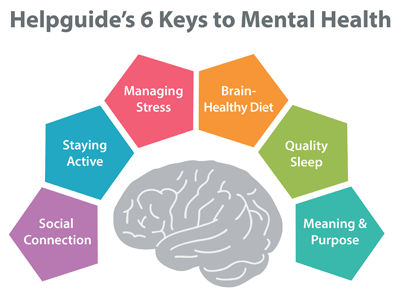 Helpguide's 6 Keys to Mental Health
Social
Connection
Staying
Active
Managing
Stress
Brain-
Healthy Diet
Quality
Sleep
Meaning &
Purpose